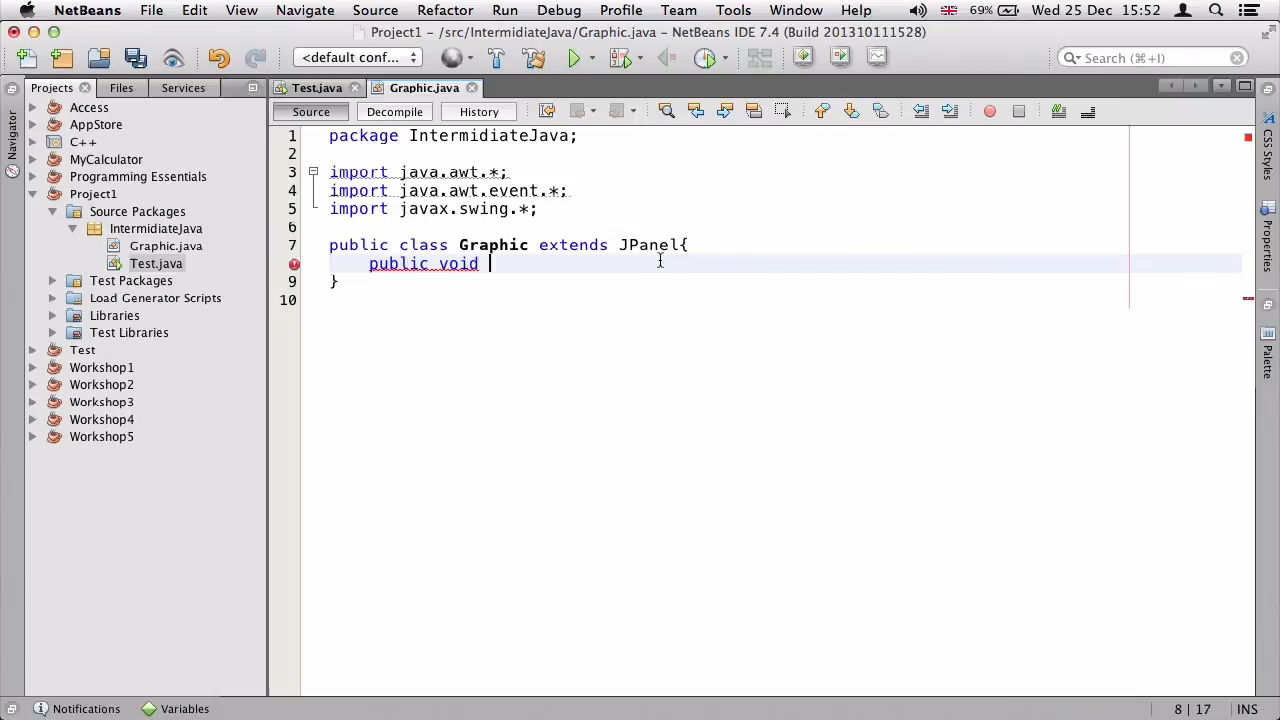 NetBeans File Edit View Navigate Source Refactor Run Debug Profile Team Tools Window Help 69% Wed 25 Dec 15:52
Project1 – /src/IntermidiateJava/Graphic.java – NetBeans IDE 7.4 (Build 201310111528)
<default conf... Search (⌘+I)
Projects Files Services Test.java Graphic.java
Source Decompile History
Navigator
Access
AppStore
C++
MyCalculator
Programming Essentials
Project1
Source Packages
IntermidiateJava
Graphic.java
Test.java
Test Packages
Load Generator Scripts
Libraries
Test Libraries
Test
Workshop1
Workshop2
Workshop3
Workshop4
Workshop5
1 package IntermidiateJava;
2
3 import java.awt.*;
4 import java.awt.event.*;
5 import javax.swing.*;
6
7 public class Graphic extends JPanel{
public void
9 }
10
CSS Styles
Properties
Palette
Notifications Variables 8 | 17 INS